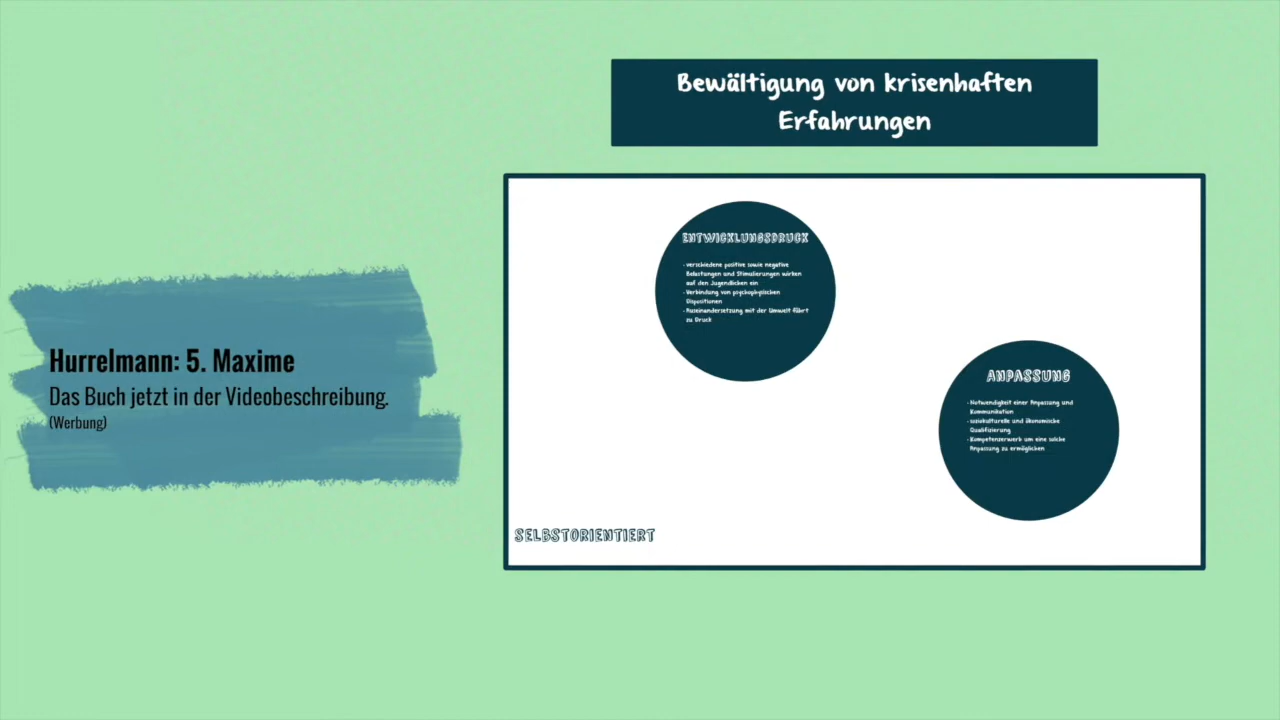 Bewältigung von krisenhaften
Erfahrungen
ENTWICKLUNGSDRUCK
- verschiedene positive sowie negative
Belastungen und Stimulierungen wirken
auf den Jugendlichen ein
- Verbindung von psychophysischen
Dispositionen
- Auseinandersetzung mit der Umwelt führt
zu Druck
Hurrelmann: 5. Maxime
Das Buch jetzt in der Videobeschreibung.
(Werbung)
ANPASSUNG
- Notwendigkeit einer Anpassung und
Kommunikation
- soziokulturelle und ökonomische
Qualifizierung
- Kompetenzerwerb um eine solche
Anpassung zu ermöglichen
SELBSTORIENTIERT